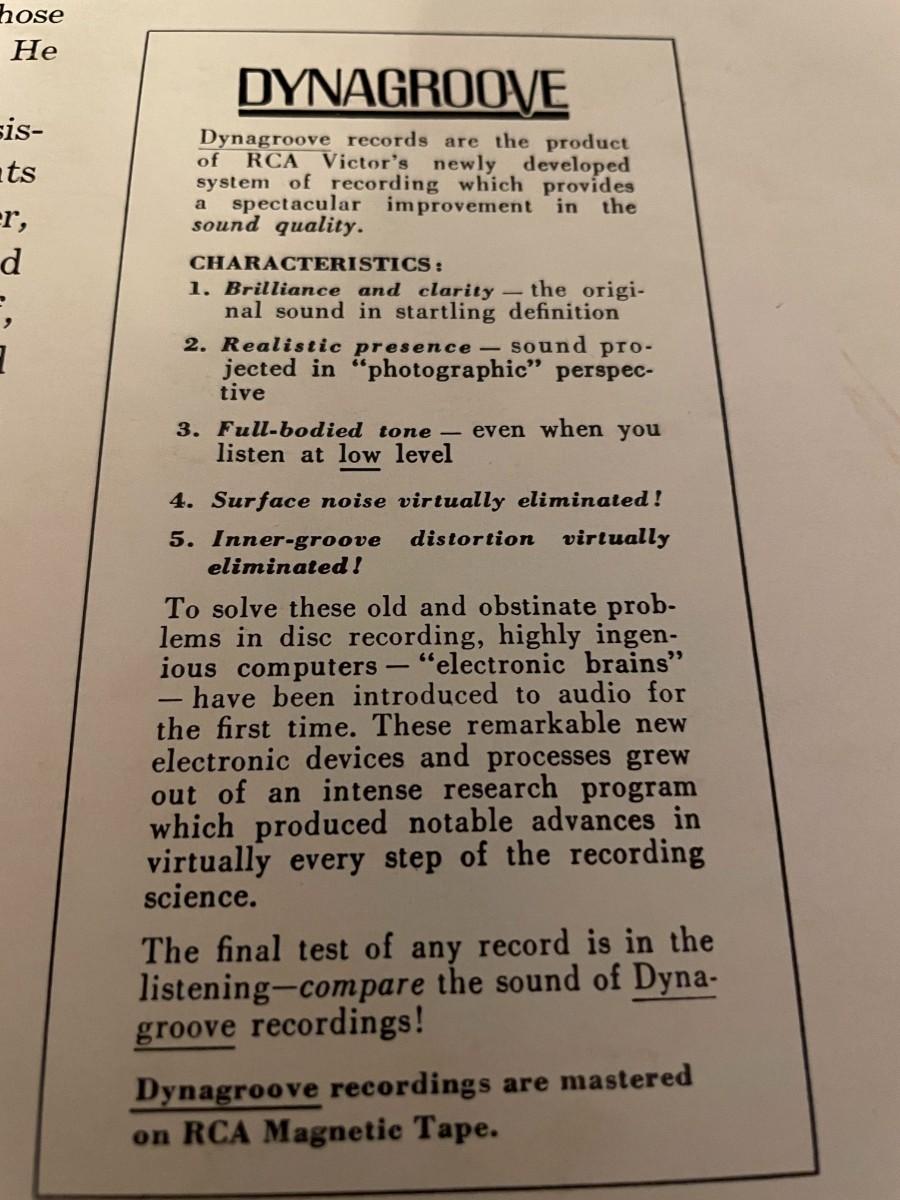 hose
He
sis-
nts
er,
d
l
DYNAGROOVE
Dynagroove records are the product
of RCA Victor's newly developed
system of recording which provides
a spectacular improvement in the
sound quality.
CHARACTERISTICS:
1. Brilliance and clarity — the origi-
nal sound in startling definition
2. Realistic presence — sound pro-
jected in “photographic” perspec-
tive
3. Full-bodied tone — even when you
listen at low level
4. Surface noise virtually eliminated!
5. Inner-groove distortion virtually
eliminated!
To solve these old and obstinate prob-
lems in disc recording, highly ingen-
ious computers — “electronic brains”
— have been introduced to audio for
the first time. These remarkable new
electronic devices and processes grew
out of an intense research program
which produced notable advances in
virtually every step of the recording
science.
The final test of any record is in the
listening—compare the sound of Dyna-
groove recordings!
Dynagroove recordings are mastered
on RCA Magnetic Tape.